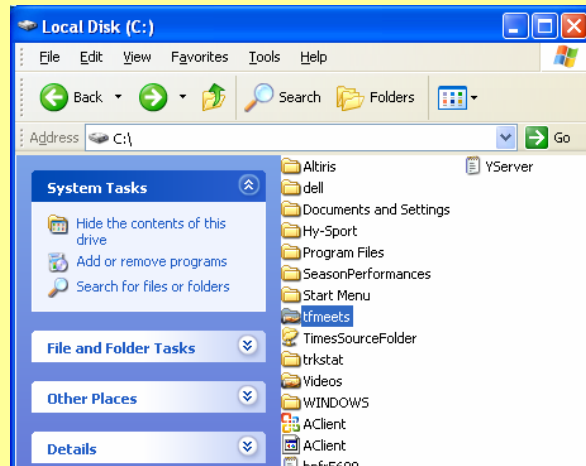 Local Disk (C:)
File Edit View Favorites Tools Help
Back Search Folders
Address C:\ Go
System Tasks
Hide the contents of this
drive
Add or remove programs
Search for files or folders
File and Folder Tasks
Other Places
Details
Altiris
dell
Documents and Settings
Hy-Sport
Program Files
SeasonPerformances
Start Menu
tfmeets
TimesSourceFolder
trkstat
Videos
WINDOWS
AClient
AClient
YServer